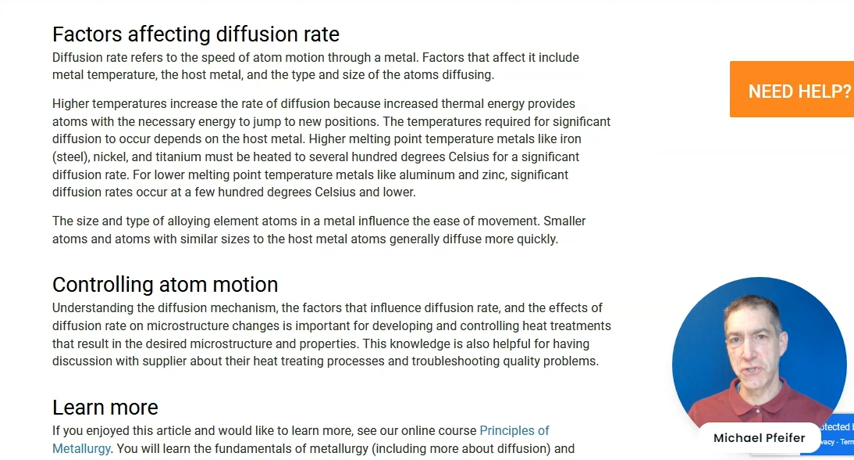 Factors affecting diffusion rate
Diffusion rate refers to the speed of atom motion through a metal. Factors that affect it include
metal temperature, the host metal, and the type and size of the atoms diffusing.
Higher temperatures increase the rate of diffusion because increased thermal energy provides
atoms with the necessary energy to jump to new positions. The temperatures required for significant
diffusion to occur depends on the host metal. Higher melting point temperature metals like iron
(steel), nickel, and titanium must be heated to several hundred degrees Celsius for a significant
diffusion rate. For lower melting point temperature metals like aluminum and zinc, significant
diffusion rates occur at a few hundred degrees Celsius and lower.
The size and type of alloying element atoms in a metal influence the ease of movement. Smaller
atoms and atoms with similar sizes to the host metal atoms generally diffuse more quickly.
Controlling atom motion
Understanding the diffusion mechanism, the factors that influence diffusion rate, and the effects of
diffusion rate on microstructure changes is important for developing and controlling heat treatments
that result in the desired microstructure and properties. This knowledge is also helpful for having
discussion with supplier about their heat treating processes and troubleshooting quality problems.
Learn more
If you enjoyed this article and would like to learn more, see our online course Principles of
Metallurgy. You will learn the fundamentals of metallurgy (including more about diffusion) and
NEED HELP?
Michael Pfeifer